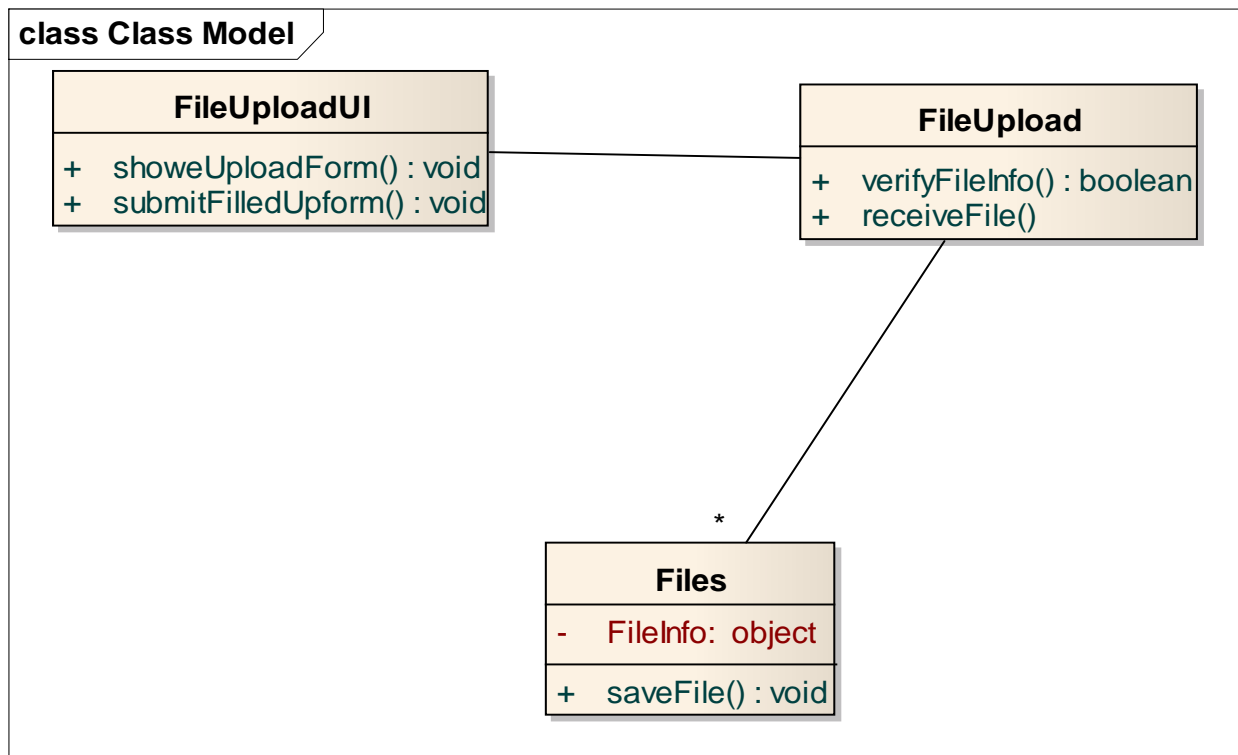 class Class Model
FileUploadUI
+ showeUploadForm() : void
+ submitFilledUpform() : void
FileUpload
+ verifyFileInfo() : boolean
+ receiveFile()
*
Files
- FileInfo: object
+ saveFile() : void